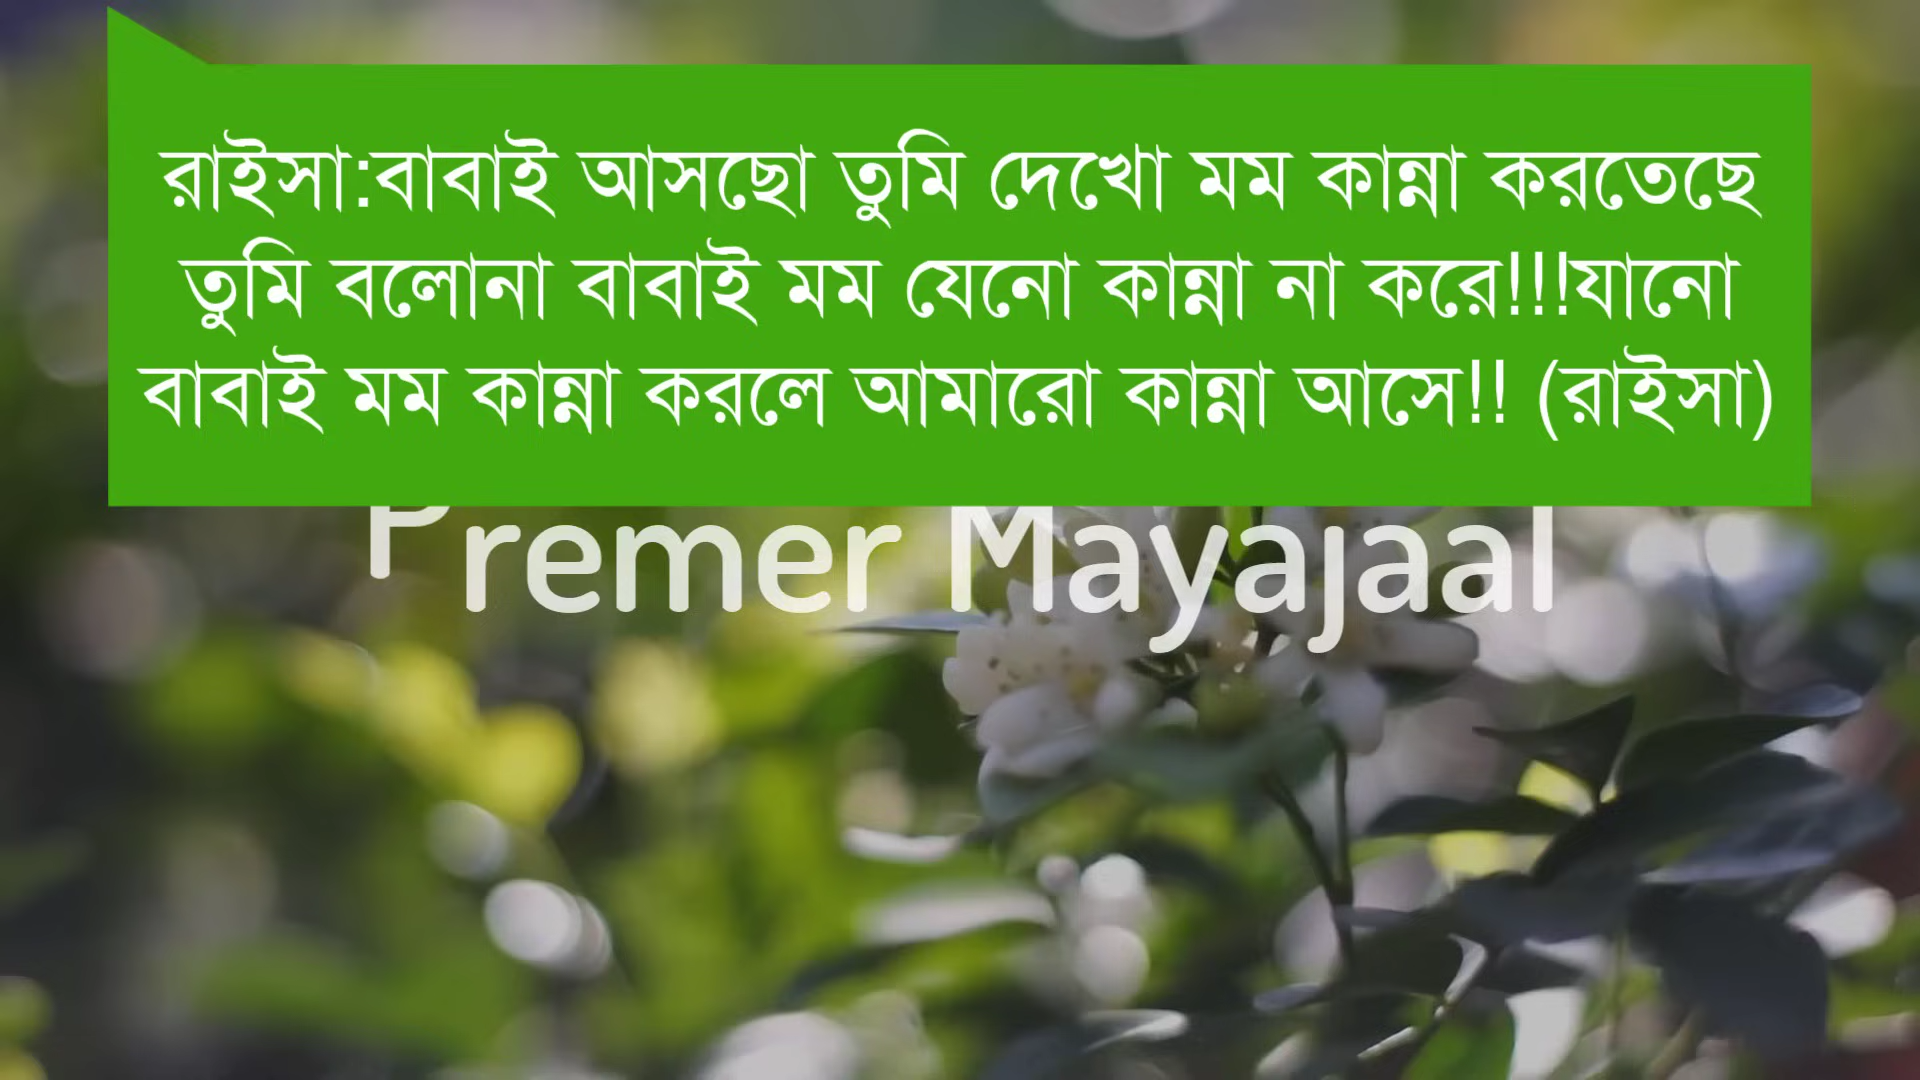 রাইসা:বাবাই আসছো তুমি দেখো মম কান্না করতেছে
তুমি বলোনা বাবাই মম যেনো কান্না না করে!!!যানো
বাবাই মম কান্না করলে আমারো কান্না আসে!! (রাইসা)
Premer Mayajaal